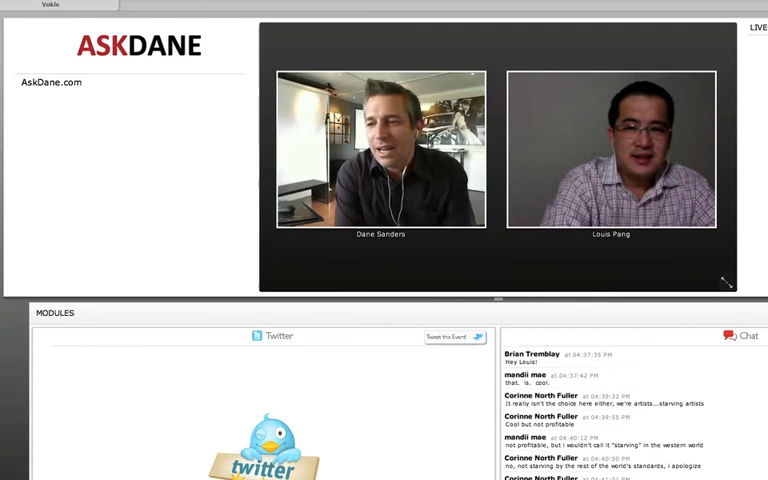 Vokle
ASKDANE
LIVE
AskDane.com
Dane Sanders
Louis Pang
MODULES
Twitter
Tweet this Event!
Chat
Brian Tremblay at 04:37:35 PM
Hey Louis!
mandii mae at 04:37:42 PM
that. is. cool.
Corinne North Fuller at 04:39:32 PM
It really isn't the choice here either, we're artists...starving artists
Corinne North Fuller at 04:39:55 PM
Cool but not profitable
mandii mae at 04:40:12 PM
not profitable, but i wouldn't call it "starving" in the western world
Corinne North Fuller at 04:40:50 PM
no, not starving by the rest of the world's standards, i apologize
Corinne North Fuller at 04:41:01 PM
twitter